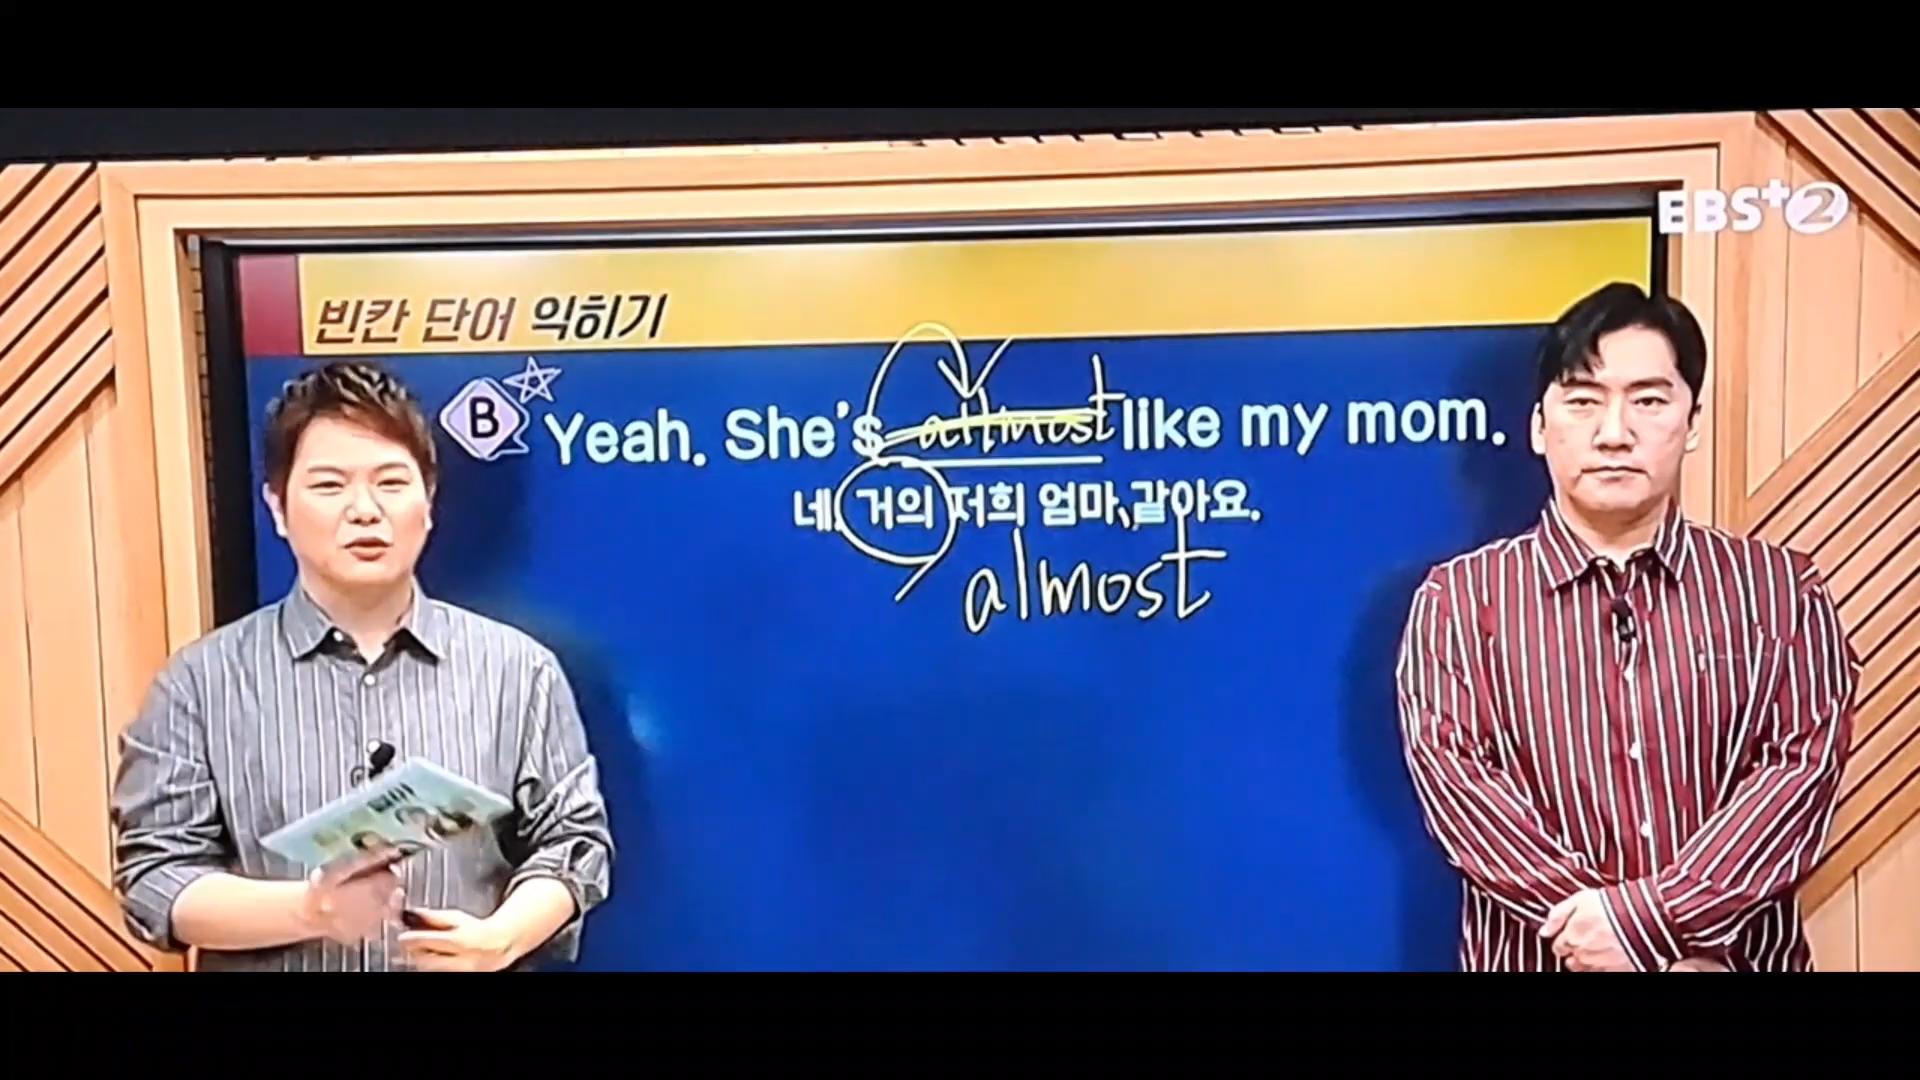 EBS+2
빈칸 단어 익히기
B Yeah. She's almost like my mom.
네. 거의 저희 엄마 같아요.
almost